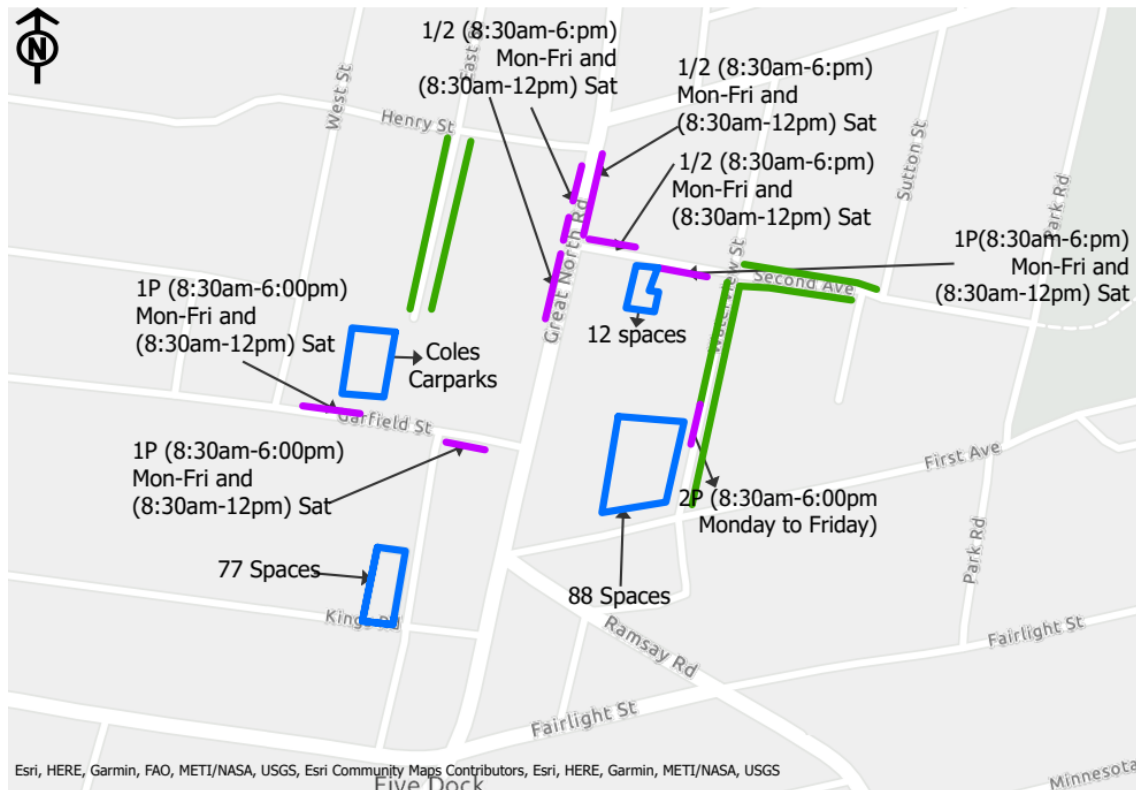 N
1/2 (8:30am-6:pm)
Mon-Fri and
(8:30am-12pm) Sat
1/2 (8:30am-6:pm)
Mon-Fri and
(8:30am-12pm) Sat
1/2 (8:30am-6:pm)
Mon-Fri and
(8:30am-12pm) Sat
1P(8:30am-6:pm)
Mon-Fri and
(8:30am-12pm) Sat
West St
Henry St
Sutton St
Park Rd
Great North Rd
Waterview St
Second Ave
1P (8:30am-6:00pm)
Mon-Fri and
(8:30am-12pm) Sat
12 spaces
Coles
Carparks
Garfield St
1P (8:30am-6:00pm)
Mon-Fri and
(8:30am-12pm) Sat
First Ave
2P (8:30am-6:00pm
Monday to Friday)
Park Rd
77 Spaces
88 Spaces
Kings Rd
Ramsay Rd
Fairlight St
Fairlight St
Esri, HERE, Garmin, FAO, METI/NASA, USGS, Esri Community Maps Contributors, Esri, HERE, Garmin, METI/NASA, USGS
Five Dock
Minnesota